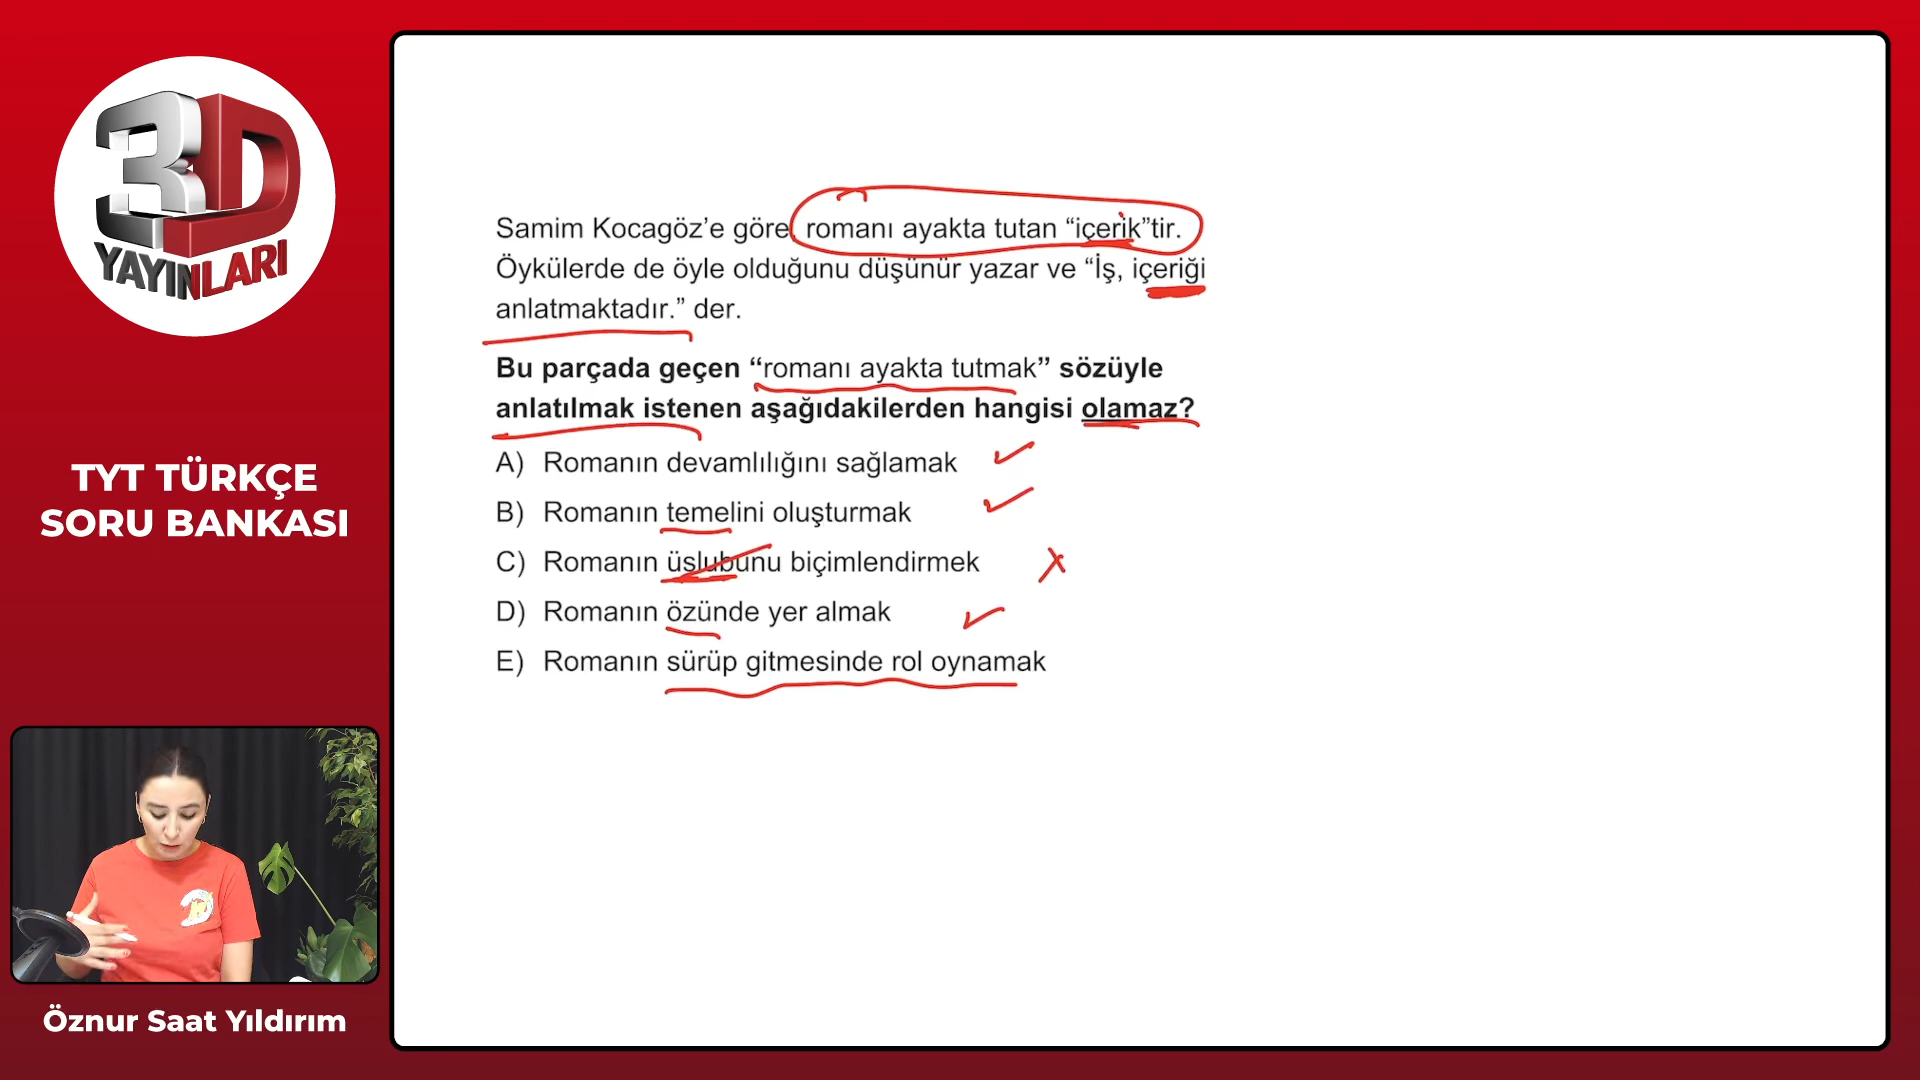 3D
YAYINLARI
TYT TÜRKÇE
SORU BANKASI
Öznur Saat Yıldırım
Samim Kocagöz’e göre, romanı ayakta tutan “içerik”tir.
Öykülerde de öyle olduğunu düşünür yazar ve “İş, içeriği
anlatmaktadır.” der.
Bu parçada geçen “romanı ayakta tutmak” sözüyle
anlatılmak istenen aşağıdakilerden hangisi olamaz?
A) Romanın devamlılığını sağlamak
B) Romanın temelini oluşturmak
C) Romanın üslubunu biçimlendirmek
D) Romanın özünde yer almak
E) Romanın sürüp gitmesinde rol oynamak